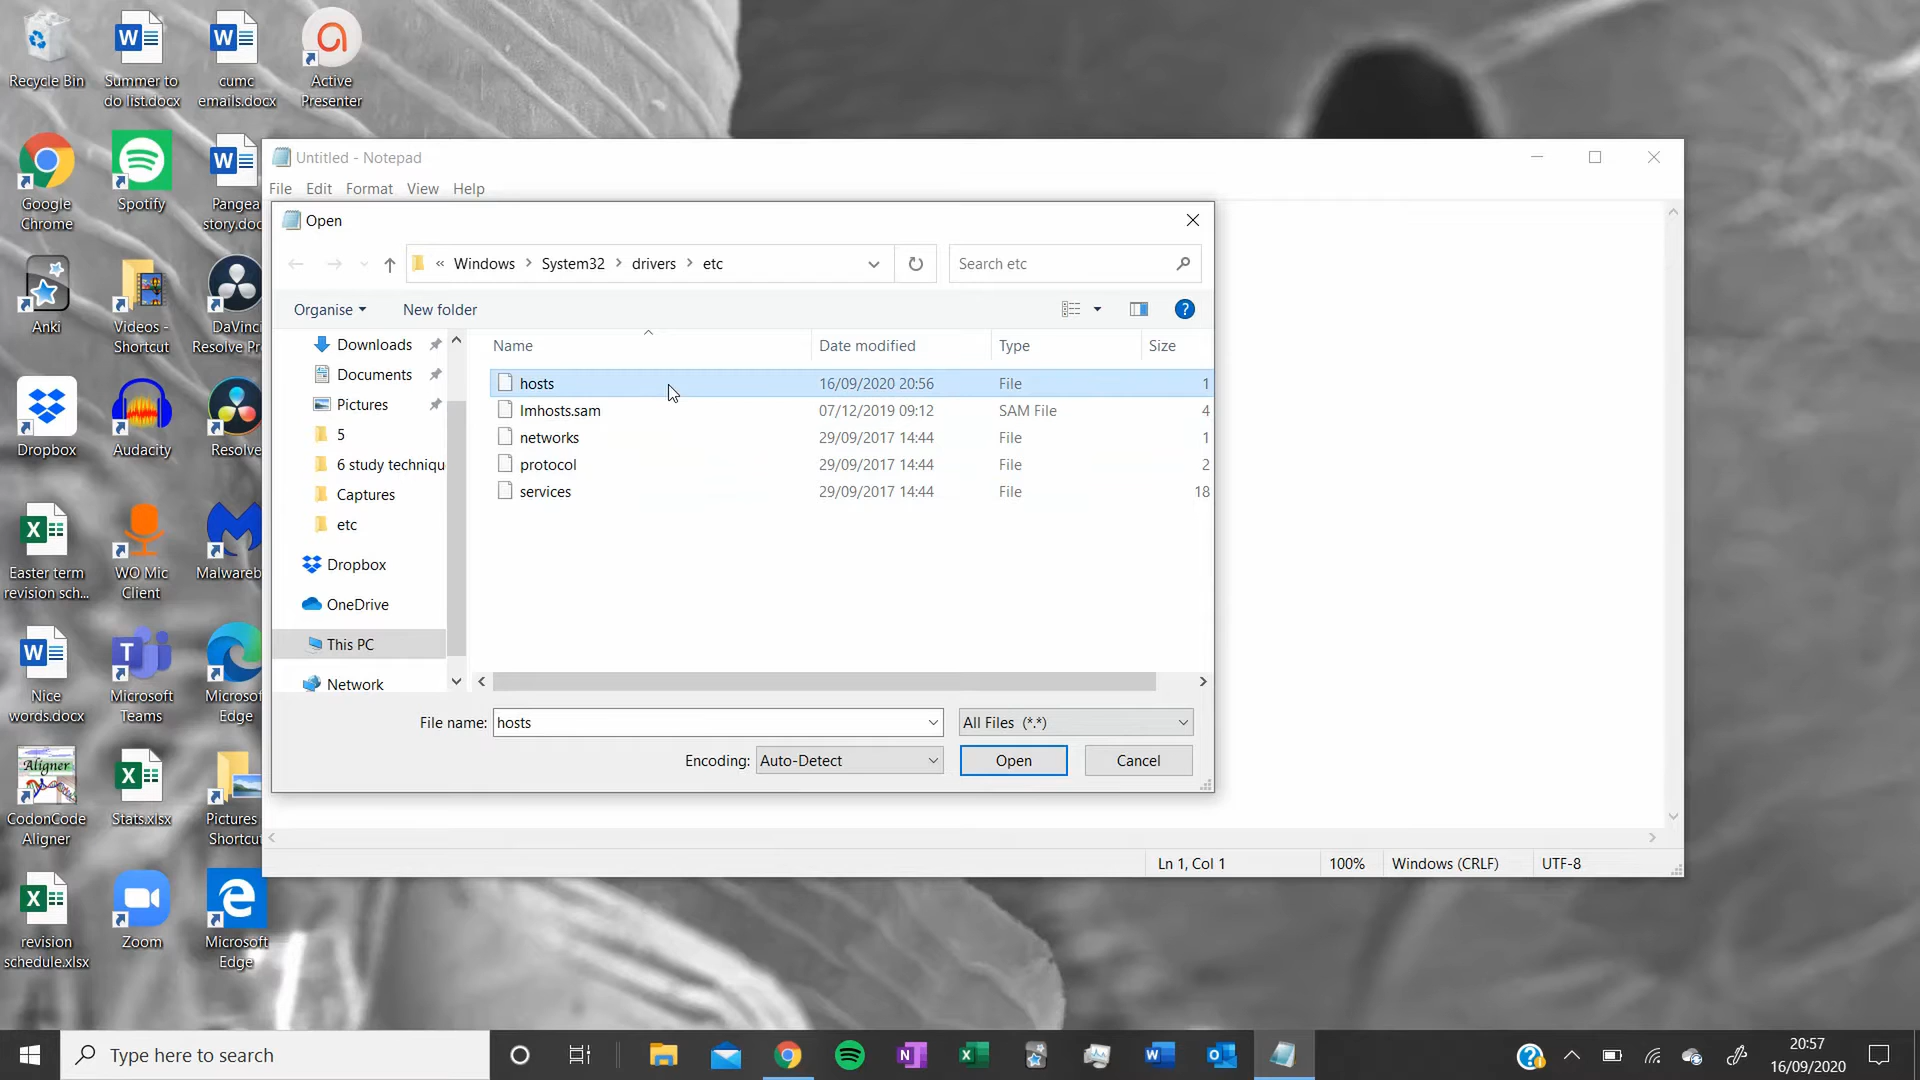 Recycle Bin
Summer to
do list.docx
cumc
emails.docx
Active
Presenter
Google
Chrome
Spotify
Pangea
story.doc
Anki
Videos -
Shortcut
DaVinci
Resolve Pr
Dropbox
Audacity
Resolve
Easter term
revision sch...
WO Mic
Client
Malwareb
Nice
words.docx
Microsoft
Teams
Microsof
Edge
Aligner
CodonCode
Aligner
Stats.xlsx
Pictures
Shortcu
revision
schedule.xlsx
Zoom
Microsoft
Edge
Untitled - Notepad
File Edit Format View Help
Open
« Windows > System32 > drivers > etc
Search etc
Organise
New folder
Downloads
Documents
Pictures
5
6 study techniqu
Captures
etc
Dropbox
OneDrive
This PC
Network
Name Date modified Type Size
hosts 16/09/2020 20:56 File 1
lmhosts.sam 07/12/2019 09:12 SAM File 4
networks 29/09/2017 14:44 File 1
protocol 29/09/2017 14:44 File 2
services 29/09/2017 14:44 File 18
File name: hosts
All Files (*.*)
Encoding: Auto-Detect
Open
Cancel
Ln 1, Col 1 100% Windows (CRLF) UTF-8
Type here to search
20:57
16/09/2020